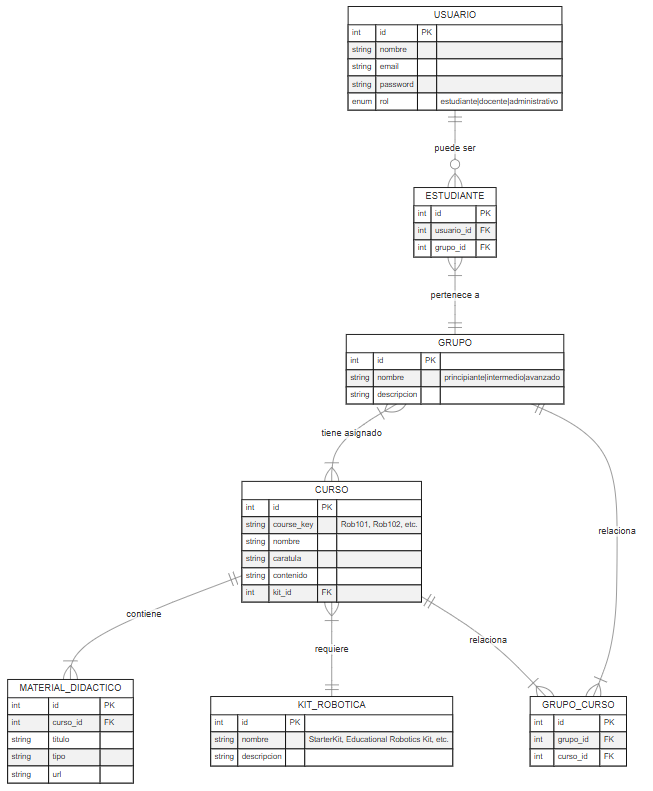 USUARIO
int id PK
string nombre
string email
string password
enum rol estudiante|docente|administrativo
puede ser
ESTUDIANTE
int id PK
int usuario_id FK
int grupo_id FK
pertenece a
GRUPO
int id PK
string nombre principiante|intermedio|avanzado
string descripcion
tiene asignado
CURSO
int id PK
string course_key Rob101, Rob102, etc.
string nombre
string caratula
string contenido
int kit_id FK
relaciona
contiene
requiere
relaciona
MATERIAL_DIDACTICO
int id PK
int curso_id FK
string titulo
string tipo
string url
KIT_ROBOTICA
int id PK
string nombre StarterKit, Educational Robotics Kit, etc.
string descripcion
GRUPO_CURSO
int id PK
int grupo_id FK
int curso_id FK